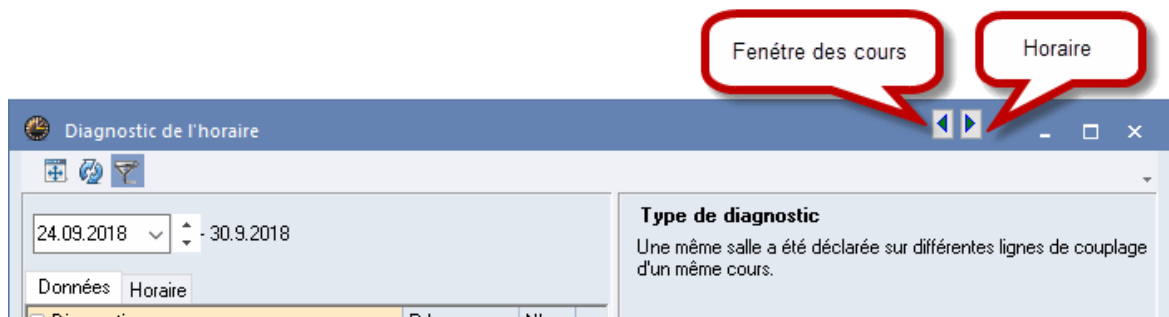 Fenétre des cours
Horaire
Diagnostic de l'horaire
24.09.2018 - 30.9.2018
Type de diagnostic
Une même salle a été déclarée sur différentes lignes de couplage
d'un même cours.
Données Horaire